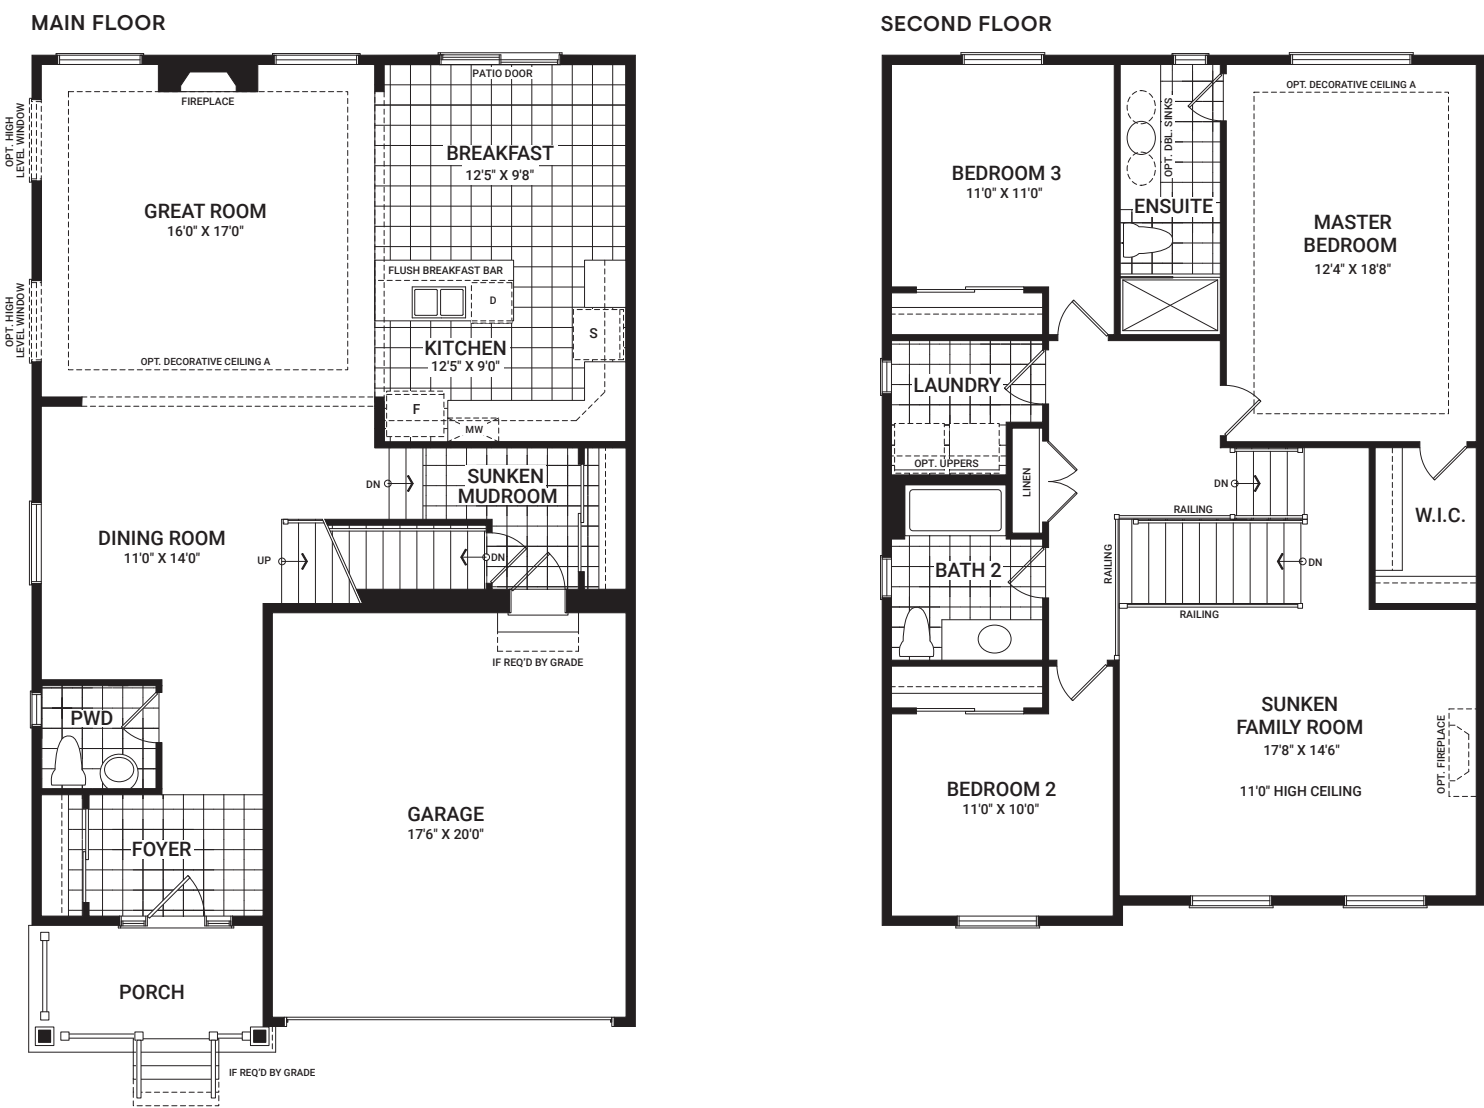 MAIN FLOOR
PATIO DOOR
FIREPLACE
OPT. HIGH
LEVEL WINDOW
BREAKFAST
12'5" X 9'8"
GREAT ROOM
16'0" X 17'0"
FLUSH BREAKFAST BAR
D
OPT. HIGH
LEVEL WINDOW
S
KITCHEN
12'5" X 9'0"
OPT. DECORATIVE CEILING A
F
MW
SUNKEN
MUDROOM
DN
DINING ROOM
11'0" X 14'0"
UP
DN
IF REQ'D BY GRADE
PWD
GARAGE
17'6" X 20'0"
FOYER
PORCH
IF REQ'D BY GRADE
SECOND FLOOR
OPT. DECORATIVE CEILING A
OPT. DBL. SINKS
BEDROOM 3
11'0" X 11'0"
ENSUITE
MASTER
BEDROOM
12'4" X 18'8"
LAUNDRY
OPT. UPPERS
LINEN
DN
RAILING
W.I.C.
RAILING
BATH 2
DN
RAILING
SUNKEN
FAMILY ROOM
17'8" X 14'6"
11'0" HIGH CEILING
OPT. FIREPLACE
BEDROOM 2
11'0" X 10'0"